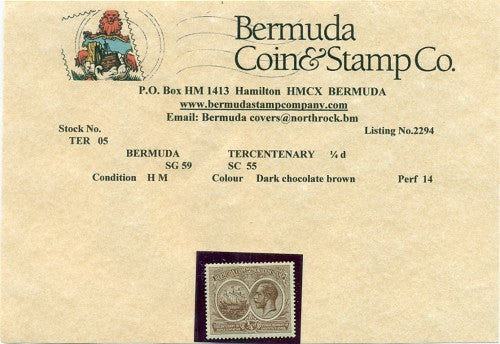 Bermuda
Coin & Stamp Co.
P.O. Box HM 1413 Hamilton HMCX BERMUDA
www.bermudastampcompany.com
Email: Bermuda covers@northrock.bm
Stock No. Listing No.2294
TER 05
BERMUDA TERCENTENARY ¼ d
SG 59 SC 55
Condition H M Colour Dark chocolate brown Perf 14